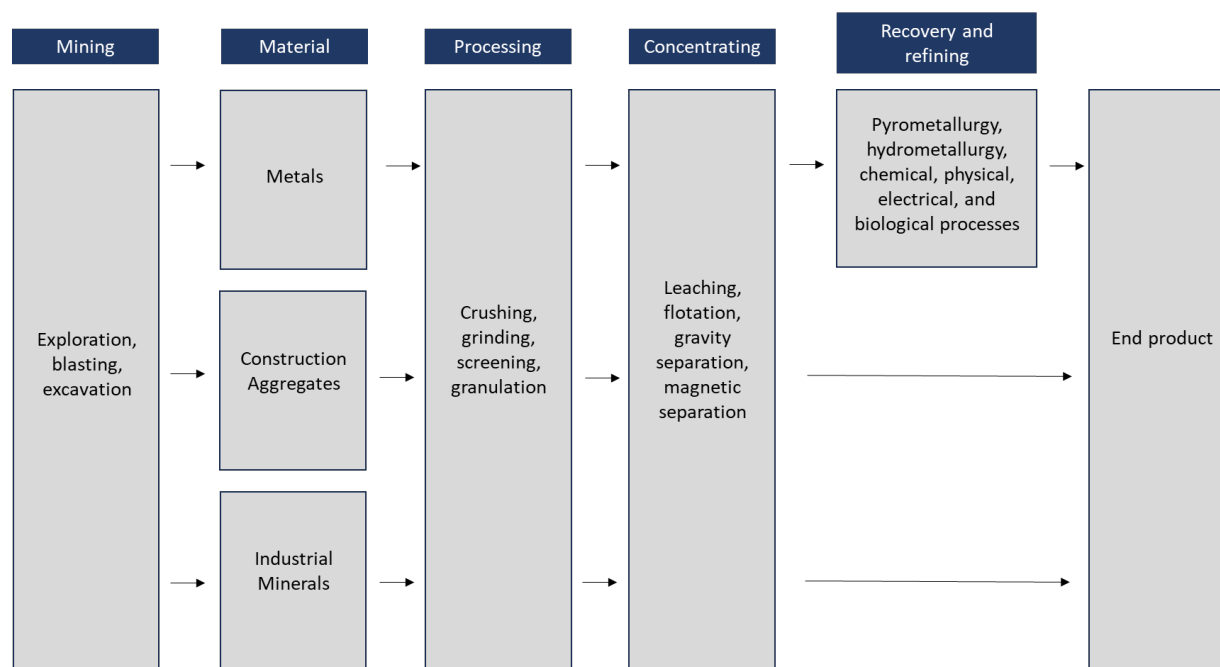 Mining
Material
Processing
Concentrating
Recovery and
refining
Exploration,
blasting,
excavation
Metals
Construction
Aggregates
Industrial
Minerals
Crushing,
grinding,
screening,
granulation
Leaching,
flotation,
gravity
separation,
magnetic
separation
Pyrometallurgy,
hydrometallurgy,
chemical, physical,
electrical, and
biological processes
End product